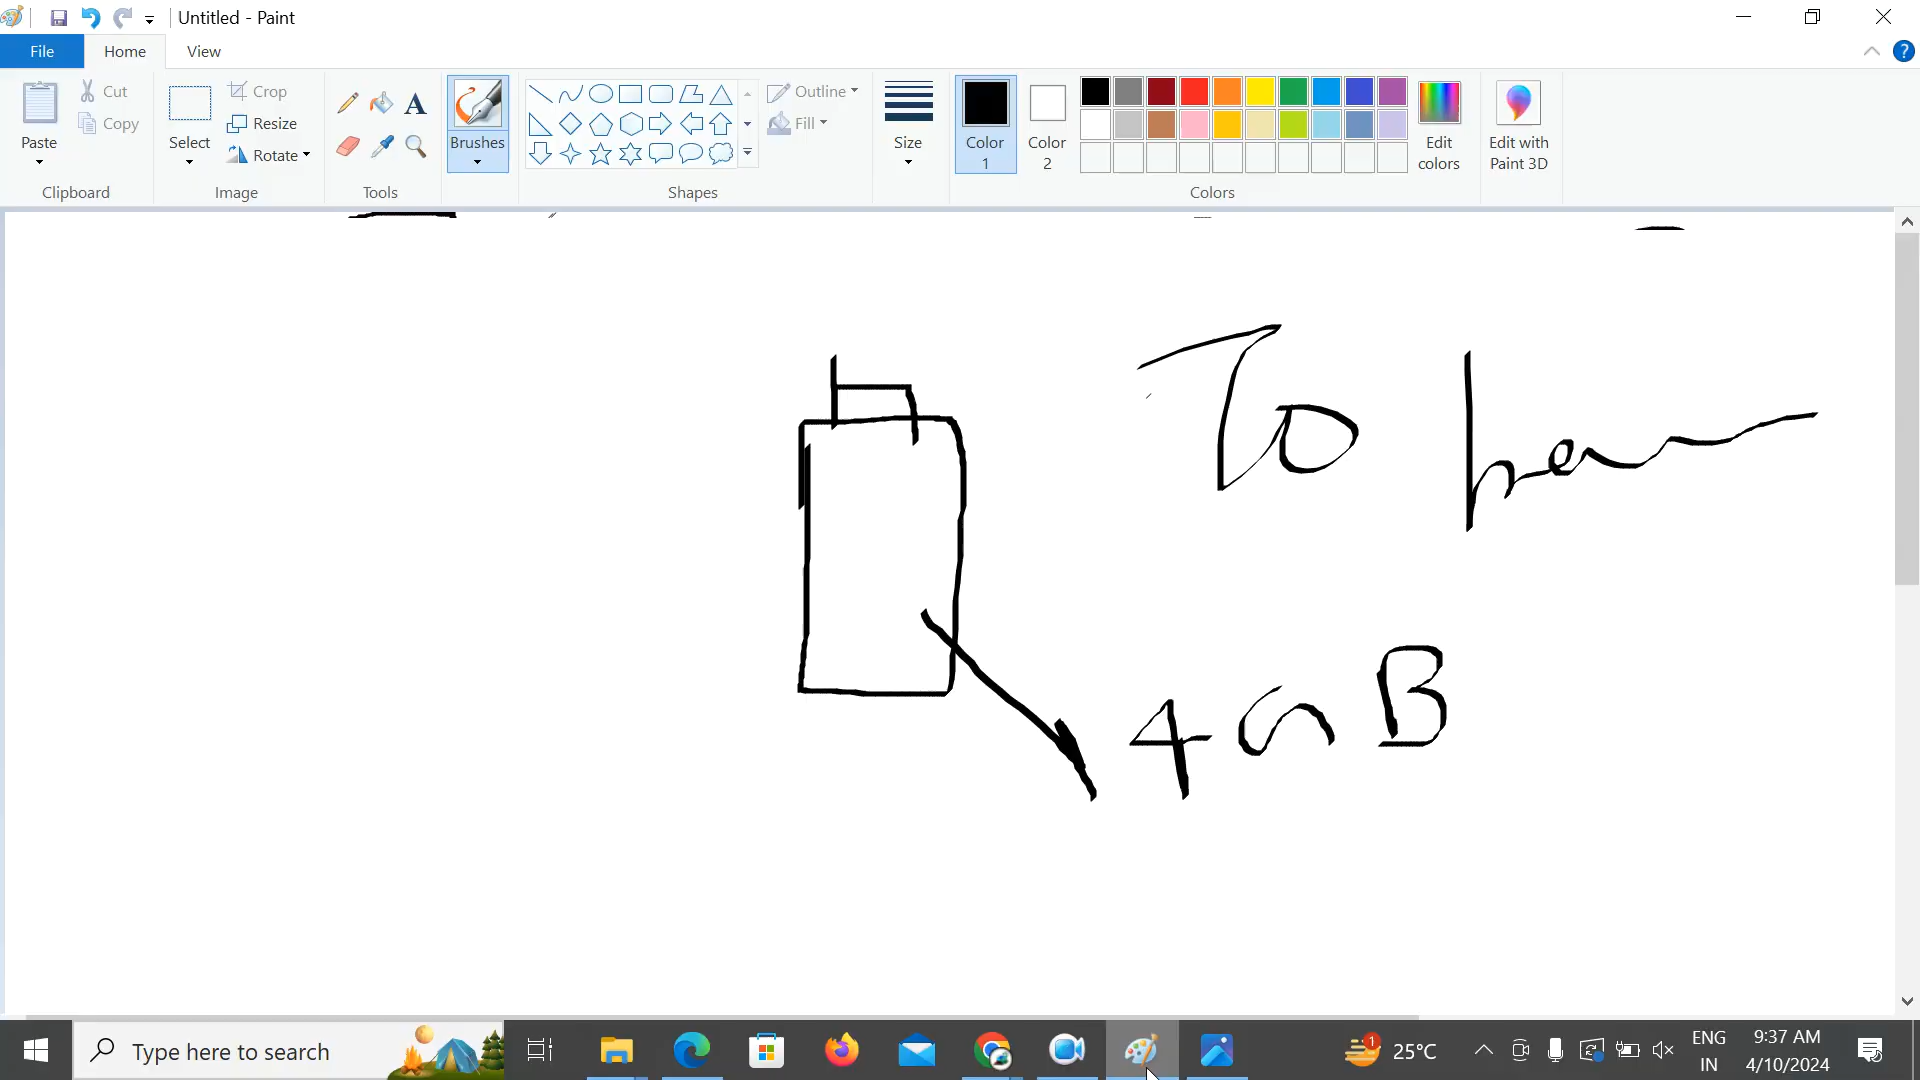 Untitled - Paint
File Home View
Paste
Cut
Copy
Clipboard
Select
Crop
Resize
Rotate
Image
A
Tools
Brushes
Shapes
Outline
Fill
Size
Color 1
Color 2
Colors
Edit colors
Edit with Paint 3D
To
4 G B
Type here to search
1
25°C
ENG
IN
9:37 AM
4/10/2024